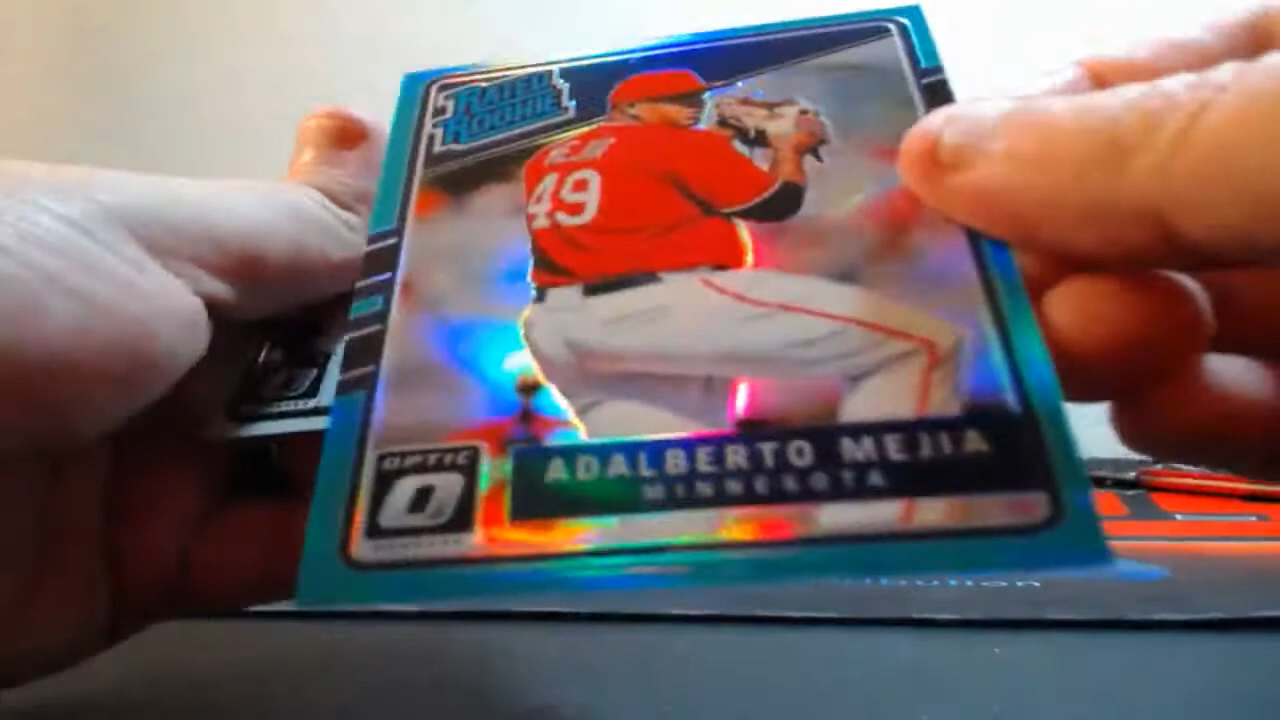 RATED
ROOKIE
49
ADALBERTO MEJIA
MINNESOTA
OPTIC
O